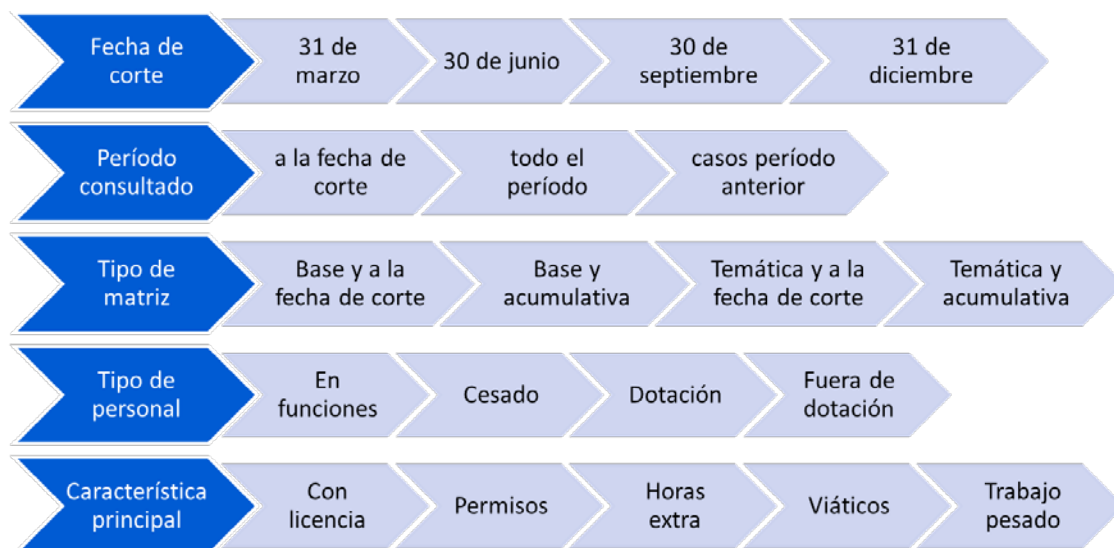 Fecha de
corte
31 de
marzo
30 de junio
30 de
septiembre
31 de
diciembre
Período
consultado
a la fecha de
corte
todo el
período
casos período
anterior
Tipo de
matriz
Base y a la
fecha de corte
Base y
acumulativa
Temática y a la
fecha de corte
Temática y
acumulativa
Tipo de
personal
En
funciones
Cesado
Dotación
Fuera de
dotación
Característica
principal
Con
licencia
Permisos
Horas
extra
Viáticos
Trabajo
pesado